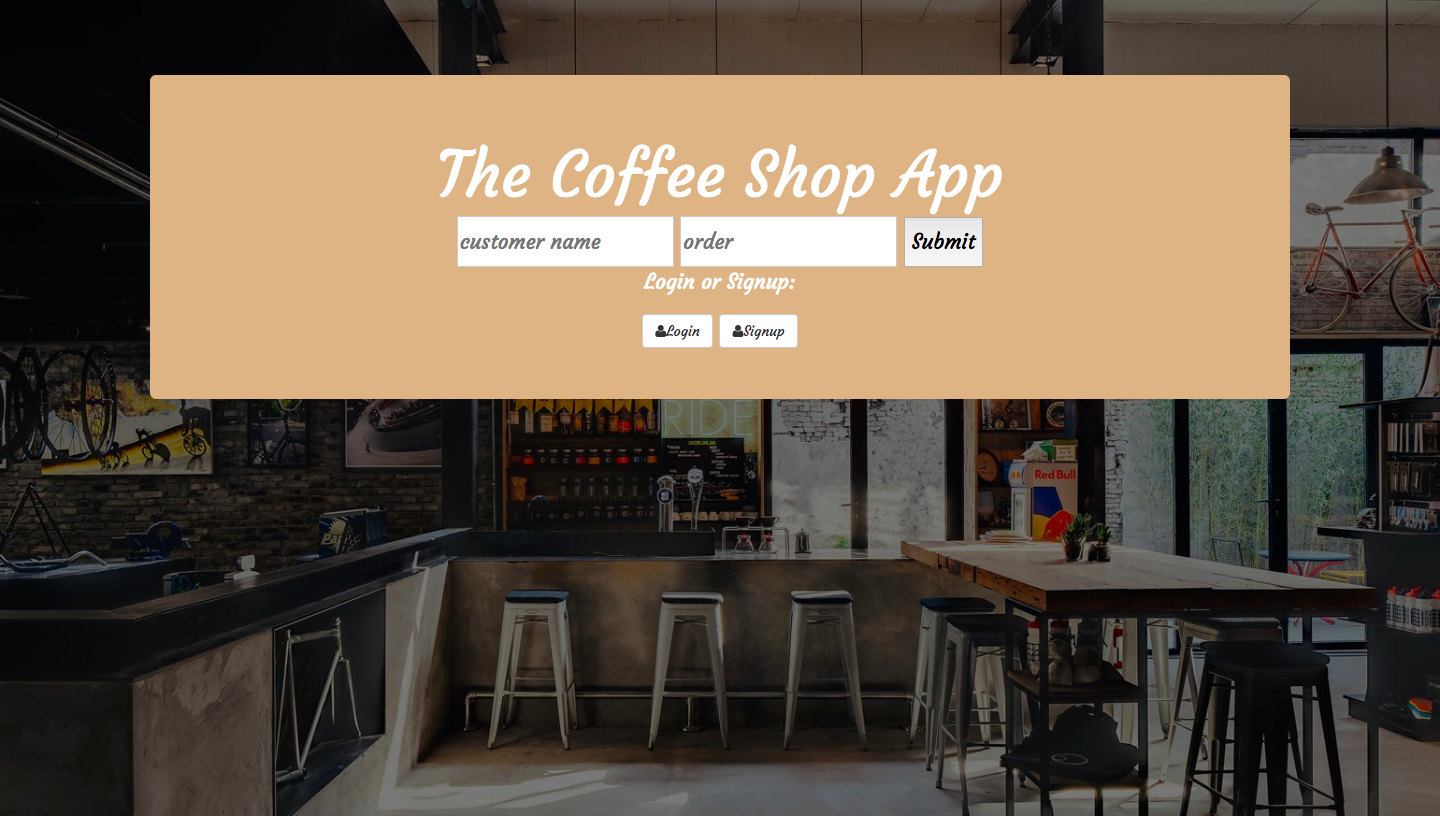 The Coffee Shop App
customer name order Submit
Login or Signup:
Login Signup
RIDE
Red Bull